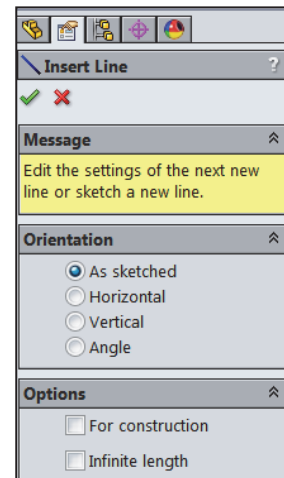 Insert Line ?
Message
Edit the settings of the next new
line or sketch a new line.
Orientation
As sketched
Horizontal
Vertical
Angle
Options
For construction
Infinite length